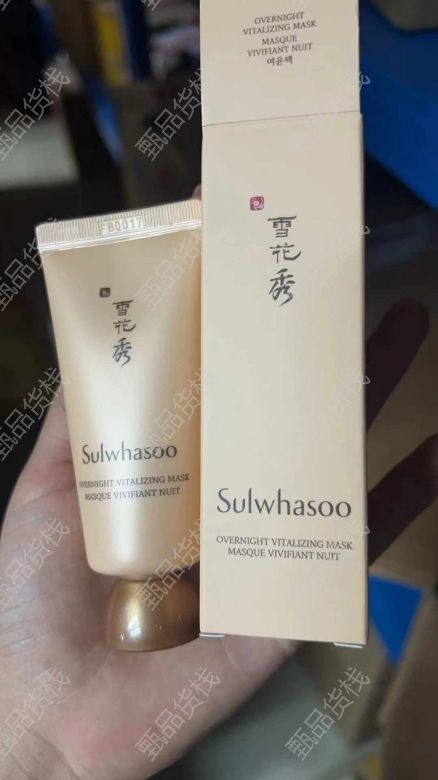 OVERNIGHT
VITALIZING MASK
MASQUE
VIVIFIANT NUIT
여윤팩
雪花秀
Sulwhasoo
OVERNIGHT VITALIZING MASK
MASQUE VIVIFIANT NUIT
FB0017
雪花秀
Sulwhasoo
OVERNIGHT VITALIZING MASK
MASQUE VIVIFIANT NUIT
甄品货栈